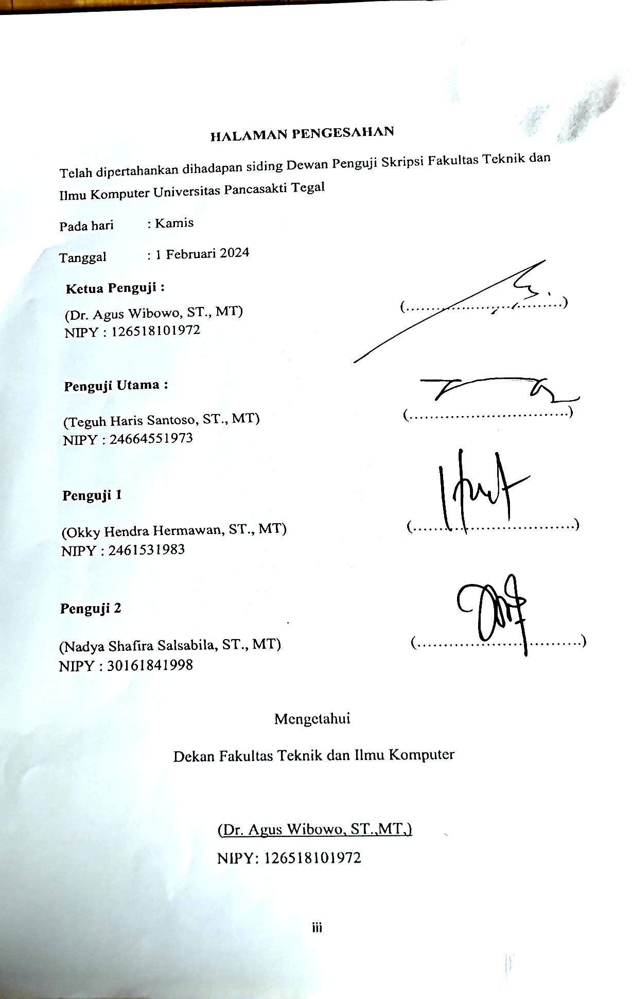 HALAMAN PENGESAHAN
Telah dipertahankan dihadapan siding Dewan Penguji Skripsi Fakultas Teknik dan
Ilmu Komputer Universitas Pancasakti Tegal
Pada hari : Kamis
Tanggal : 1 Februari 2024
Ketua Penguji :
(Dr. Agus Wibowo, ST., MT) (..................................)
NIPY : 126518101972
Penguji Utama :
(Teguh Haris Santoso, ST., MT) (..................................)
NIPY : 24664551973
Penguji 1
(Okky Hendra Hermawan, ST., MT) (..................................)
NIPY : 2461531983
Penguji 2
(Nadya Shafira Salsabila, ST., MT) (..................................)
NIPY : 30161841998
Mengetahui
Dekan Fakultas Teknik dan Ilmu Komputer
(Dr. Agus Wibowo, ST.,MT,)
NIPY: 126518101972
iii